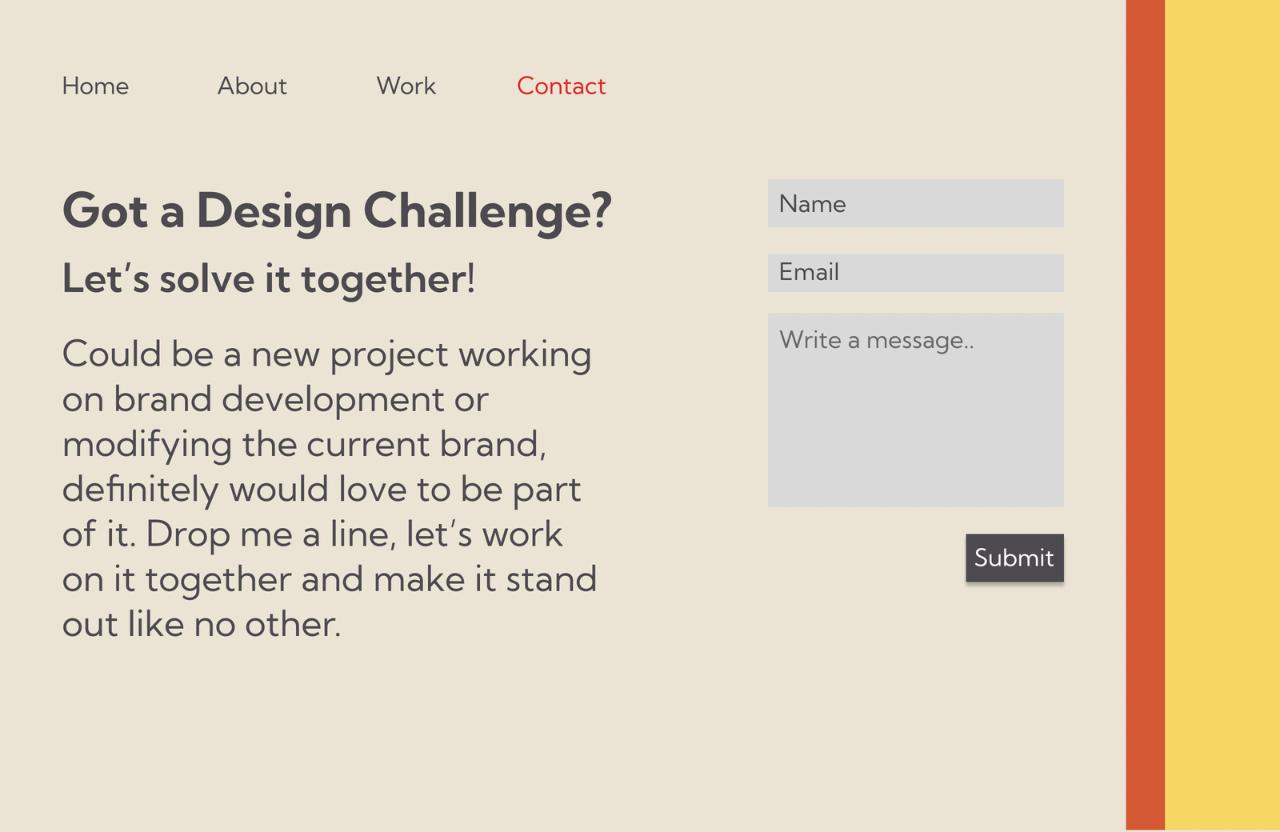 Home About Work Contact
Got a Design Challenge?
Let’s solve it together!
Could be a new project working
on brand development or
modifying the current brand,
definitely would love to be part
of it. Drop me a line, let’s work
on it together and make it stand
out like no other.
Name
Email
Write a message..
Submit